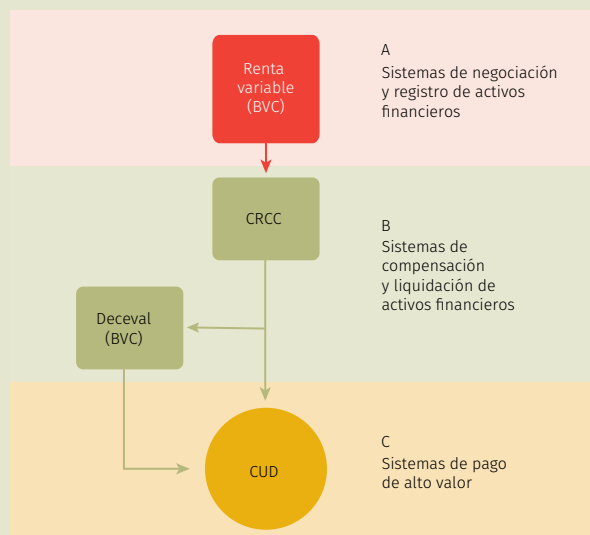 Renta
variable
(BVC)
A
Sistemas de negociación
y registro de activos
financieros
CRCC
B
Sistemas de
compensación
y liquidación de
activos financieros
Deceval
(BVC)
CUD
C
Sistemas de pago
de alto valor